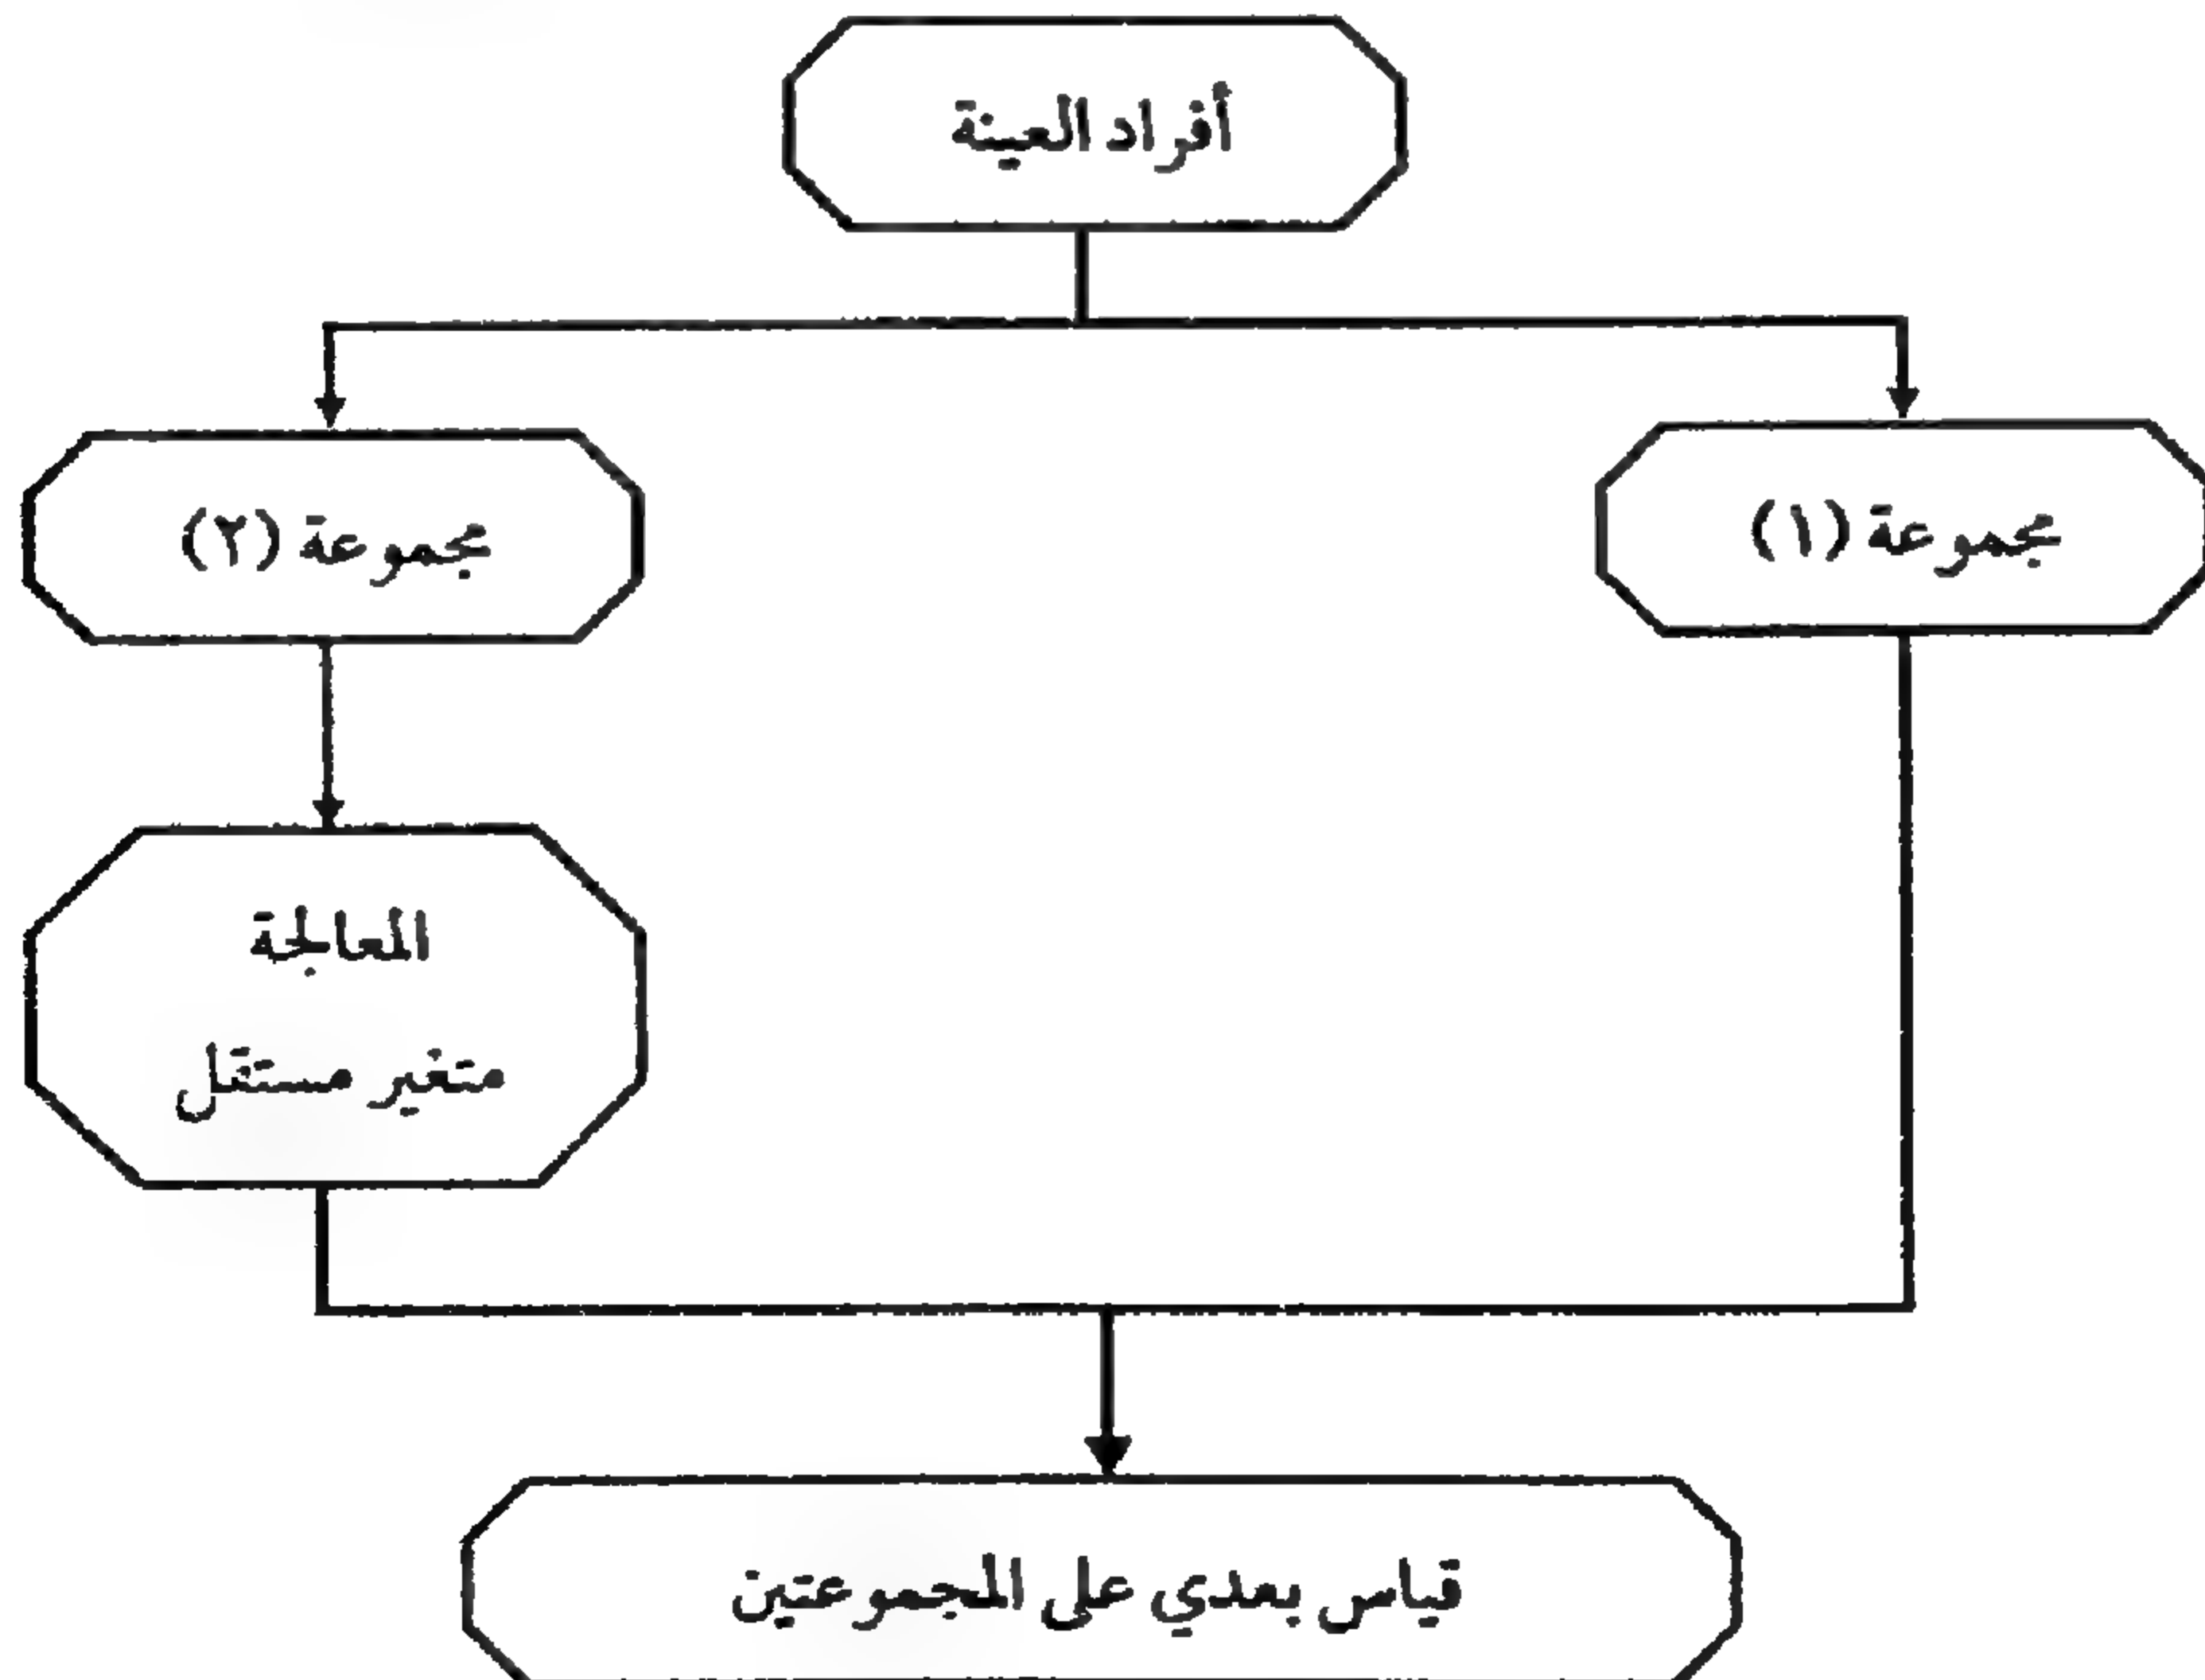 أفراد العينة
مجموعة (١)
مجموعة (٢)
المعالجة
متغير مستقل
قياس بعدي على المجموعتين